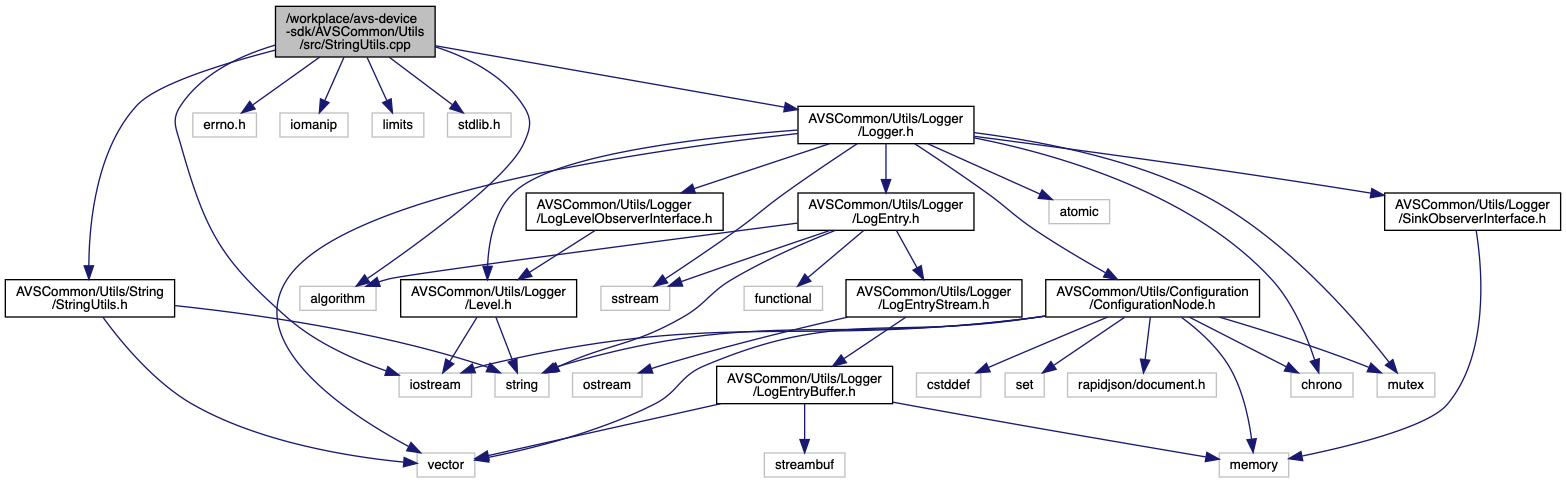 /workplace/avs-device
-sdk/AVSCommon/Utils
/src/StringUtils.cpp
errno.h
iomanip
limits
stdlib.h
AVSCommon/Utils/Logger
/Logger.h
AVSCommon/Utils/Logger
/LogLevelObserverInterface.h
AVSCommon/Utils/Logger
/LogEntry.h
atomic
AVSCommon/Utils/Logger
/SinkObserverInterface.h
AVSCommon/Utils/String
/StringUtils.h
algorithm
AVSCommon/Utils/Logger
/Level.h
sstream
functional
AVSCommon/Utils/Logger
/LogEntryStream.h
AVSCommon/Utils/Configuration
/ConfigurationNode.h
iostream
string
ostream
AVSCommon/Utils/Logger
/LogEntryBuffer.h
cstddef
set
rapidjson/document.h
chrono
mutex
vector
streambuf
memory